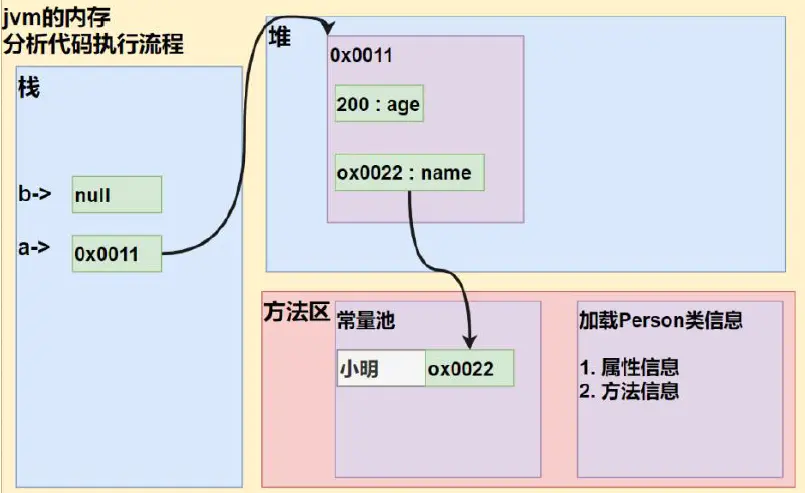 jvm的内存
分析代码执行流程
栈
b->
null
a->
0x0011
堆
0x0011
200 : age
ox0022 : name
方法区
常量池
小明
ox0022
加载Person类信息
1. 属性信息
2. 方法信息